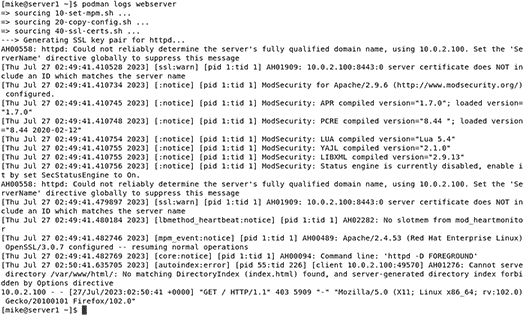 [mike@server1 ~]$ podman logs webserver
=> sourcing 10-set-mpm.sh ...
=> sourcing 20-copy-config.sh ...
=> sourcing 40-ssl-certs.sh ...
---> Generating SSL key pair for httpd...
AH00558: httpd: Could not reliably determine the server's fully qualified domain name, using 10.0.2.100. Set the 'Se
rverName' directive globally to suppress this message
[Thu Jul 27 02:49:41.410528 2023] [ssl:warn] [pid 1:tid 1] AH01909: 10.0.2.100:8443:0 server certificate does NOT in
clude an ID which matches the server name
[Thu Jul 27 02:49:41.410734 2023] [:notice] [pid 1:tid 1] ModSecurity for Apache/2.9.6 (http://www.modsecurity.org/)
 configured.
[Thu Jul 27 02:49:41.410745 2023] [:notice] [pid 1:tid 1] ModSecurity: APR compiled version="1.7.0"; loaded version=
"1.7.0"
[Thu Jul 27 02:49:41.410748 2023] [:notice] [pid 1:tid 1] ModSecurity: PCRE compiled version="8.44 "; loaded version
="8.44 2020-02-12"
[Thu Jul 27 02:49:41.410754 2023] [:notice] [pid 1:tid 1] ModSecurity: LUA compiled version="Lua 5.4"
[Thu Jul 27 02:49:41.410755 2023] [:notice] [pid 1:tid 1] ModSecurity: YAJL compiled version="2.1.0"
[Thu Jul 27 02:49:41.410755 2023] [:notice] [pid 1:tid 1] ModSecurity: LIBXML compiled version="2.9.13"
[Thu Jul 27 02:49:41.410756 2023] [:notice] [pid 1:tid 1] ModSecurity: Status engine is currently disabled, enable i
t by set SecStatusEngine to On.
AH00558: httpd: Could not reliably determine the server's fully qualified domain name, using 10.0.2.100. Set the 'Se
rverName' directive globally to suppress this message
[Thu Jul 27 02:49:41.479897 2023] [ssl:warn] [pid 1:tid 1] AH01909: 10.0.2.100:8443:0 server certificate does NOT in
clude an ID which matches the server name
[Thu Jul 27 02:49:41.480184 2023] [lbmethod_heartbeat:notice] [pid 1:tid 1] AH02282: No slotmem from mod_heartmonito
r
[Thu Jul 27 02:49:41.482746 2023] [mpm_event:notice] [pid 1:tid 1] AH00489: Apache/2.4.53 (Red Hat Enterprise Linux)
 OpenSSL/3.0.7 configured -- resuming normal operations
[Thu Jul 27 02:49:41.482769 2023] [core:notice] [pid 1:tid 1] AH00094: Command line: 'httpd -D FOREGROUND'
[Thu Jul 27 02:50:41.635705 2023] [autoindex:error] [pid 55:tid 226] [client 10.0.2.100:49570] AH01276: Cannot serve
 directory /var/www/html/: No matching DirectoryIndex (index.html) found, and server-generated directory index forbid
den by Options directive
10.0.2.100 - - [27/Jul/2023:02:50:41 +0000] "GET / HTTP/1.1" 403 5909 "-" "Mozilla/5.0 (X11; Linux x86_64; rv:102.0)
 Gecko/20100101 Firefox/102.0"
[mike@server1 ~]$